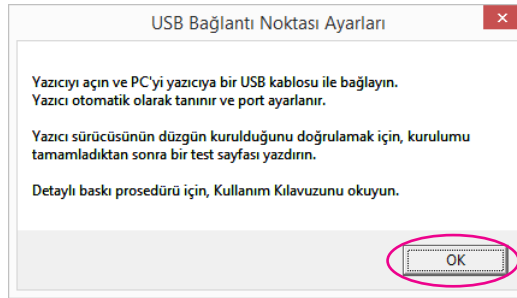 USB Bağlantı Noktası Ayarları
Yazıcıyı açın ve PC'yi yazıcıya bir USB kablosu ile bağlayın.
Yazıcı otomatik olarak tanınır ve port ayarlanır.
Yazıcı sürücüsünün düzgün kurulduğunu doğrulamak için, kurulumu
tamamladıktan sonra bir test sayfası yazdırın.
Detaylı baskı prosedürü için, Kullanım Kılavuzunu okuyun.
OK